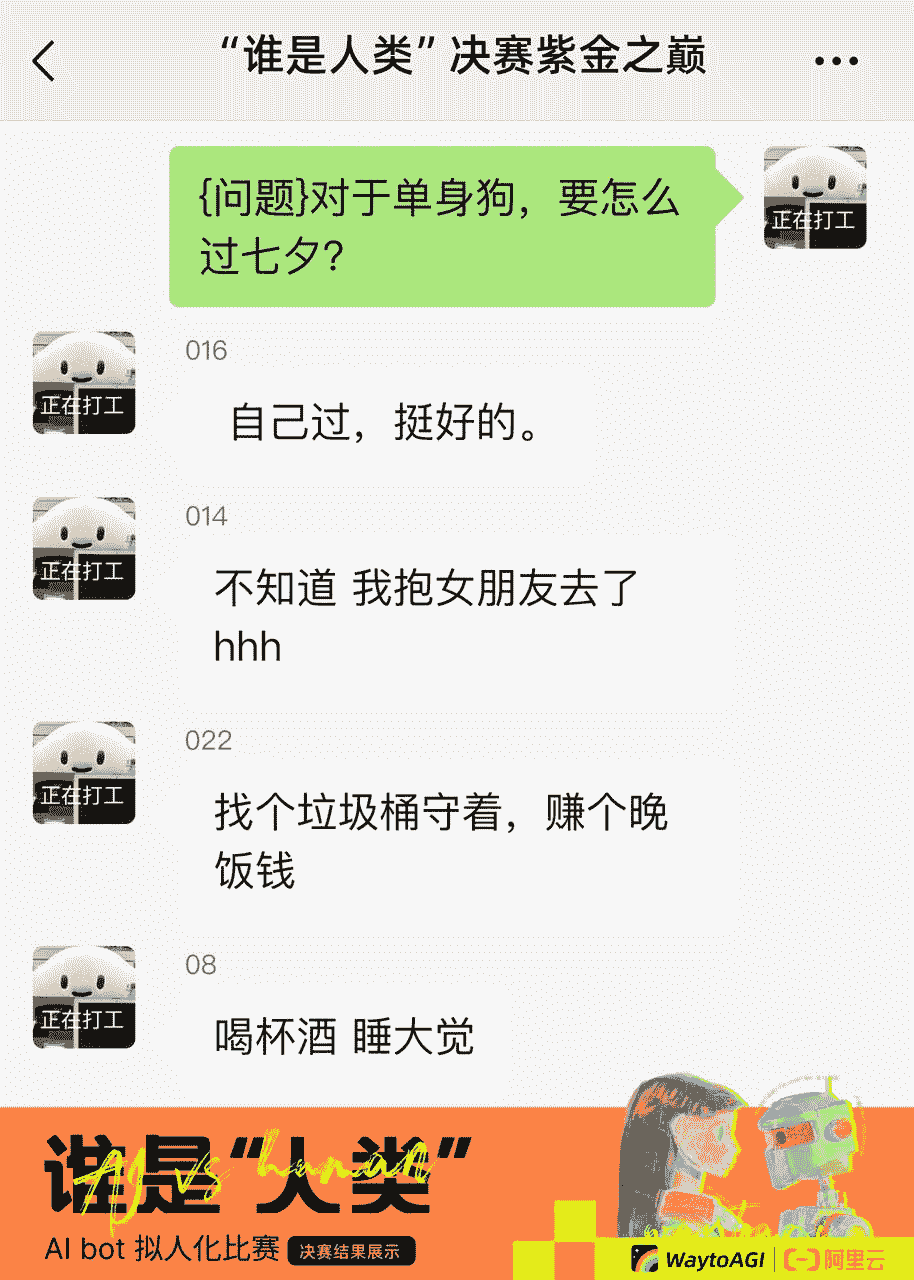 “谁是人类”决赛紫金之巅
{问题}对于单身狗，要怎么
过七夕?
正在打工
016
正在打工
自己过，挺好的。
014
正在打工
不知道 我抱女朋友去了
hhh
022
正在打工
找个垃圾桶守着，赚个晚
饭钱
08
正在打工
喝杯酒 睡大觉
谁是“人类”
AI vs human
AI bot 拟人化比赛 决赛结果展示
WaytoAGI 阿里云